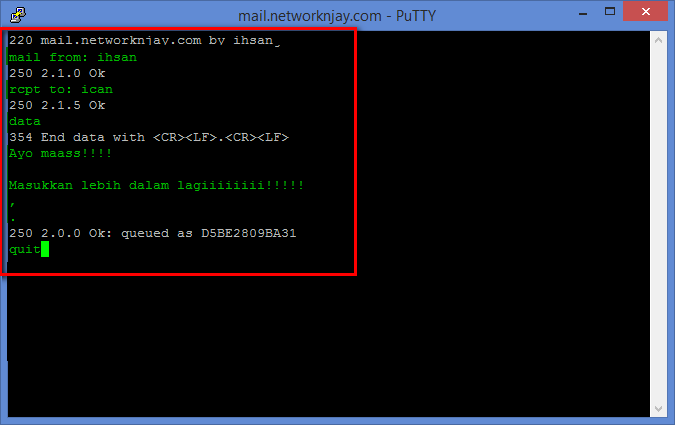 mail.networknjay.com - PuTTY
220 mail.networknjay.com by ihsan
mail from: ihsan
250 2.1.0 Ok
rcpt to: ican
250 2.1.5 Ok
data
354 End data with <CR><LF>.<CR><LF>
Ayo maass!!!!
Masukkan lebih dalam lagiiiiiiii!!!!!
,
.
250 2.0.0 Ok: queued as D5BE2809BA31
quit